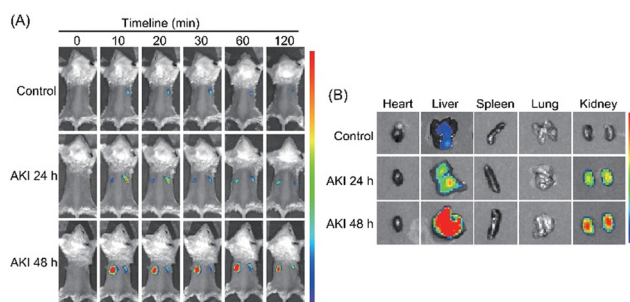 (A)
Timeline (min)
0 10 20 30 60 120
Control
AKI 24 h
AKI 48 h
(B)
Heart Liver Spleen Lung Kidney
Control
AKI 24 h
AKI 48 h